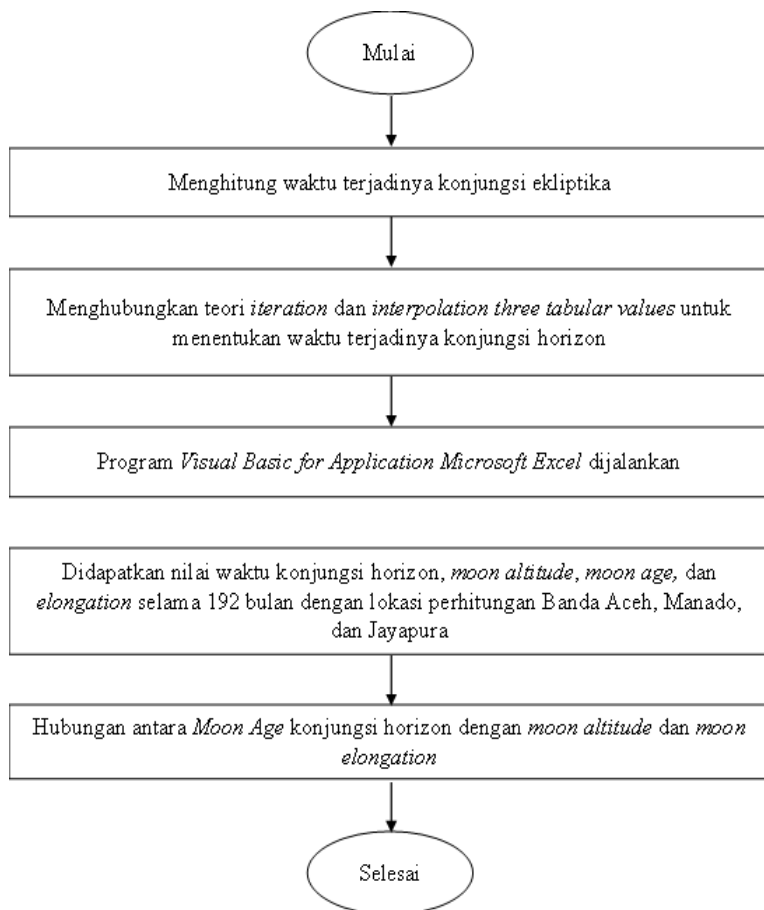 Mulai
Menghitung waktu terjadinya konjungsi ekliptika
Menghubungkan teori iteration dan interpolation three tabular values untuk
menentukan waktu terjadinya konjungsi horizon
Program Visual Basic for Application Microsoft Excel dijalankan
Didapatkan nilai waktu konjungsi horizon, moon altitude, moon age, dan
elongation selama 192 bulan dengan lokasi perhitungan Banda Aceh, Manado,
dan Jayapura
Hubungan antara Moon Age konjungsi horizon dengan moon altitude dan moon
elongation
Selesai